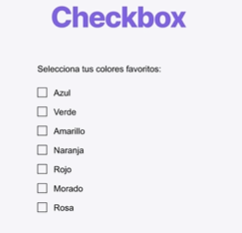 Checkbox
Selecciona tus colores favoritos:
Azul
Verde
Amarillo
Naranja
Rojo
Morado
Rosa